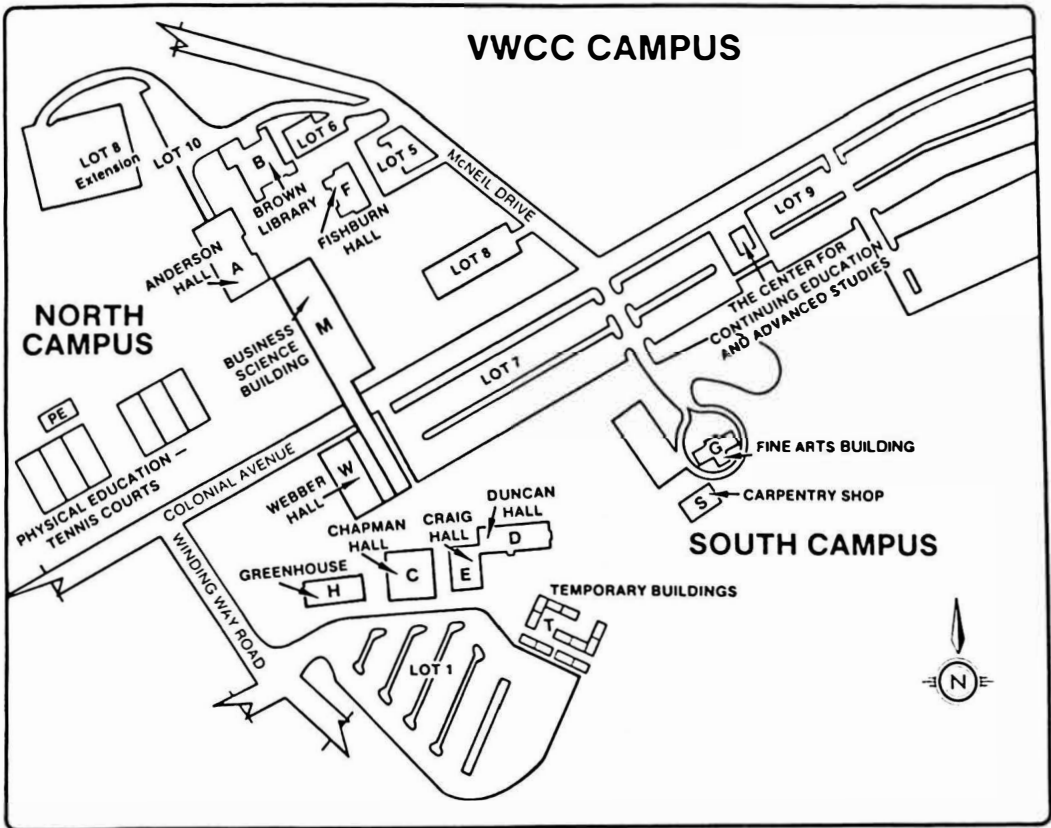 VWCC CAMPUS
LOT 8
Extension
LOT 10
B
LOT 6
LOT 5
BROWN
LIBRARY
F
FISHBURN
HALL
McNEIL DRIVE
ANDERSON
HALL
A
LOT 8
LOT 9
I
THE CENTER FOR
CONTINUING EDUCATION
AND ADVANCED STUDIES
NORTH
CAMPUS
BUSINESS
SCIENCE
BUILDING
M
LOT 7
PE
PHYSICAL EDUCATION —
TENNIS COURTS
COLONIAL AVENUE
WEBBER
HALL
W
G
FINE ARTS BUILDING
S
CARPENTRY SHOP
SOUTH CAMPUS
WINDING WAY ROAD
CHAPMAN
HALL
C
CRAIG
HALL
E
DUNCAN
HALL
D
GREENHOUSE
H
TEMPORARY BUILDINGS
T
LOT 1
N